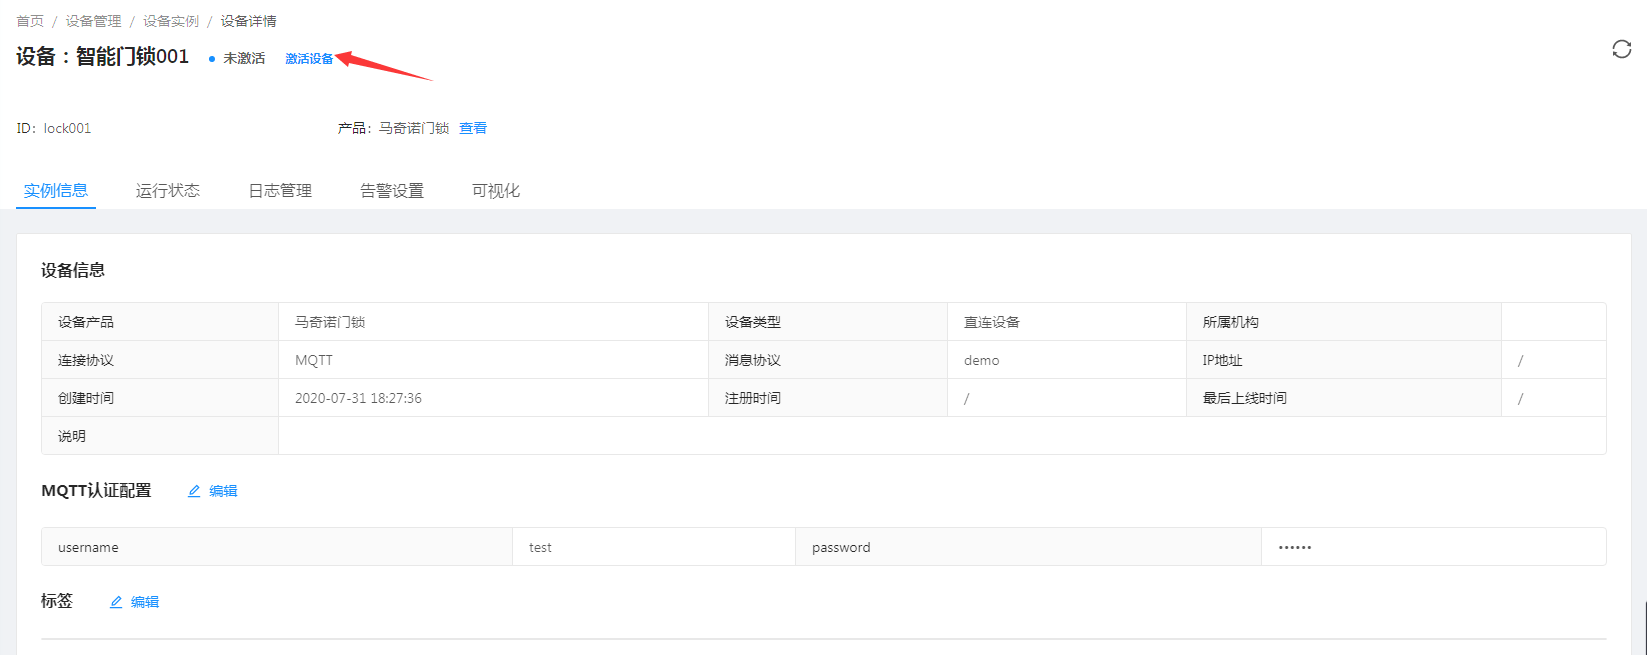 首页 / 设备管理 / 设备实例 / 设备详情
设备：智能门锁001 未激活 激活设备
ID: lock001 产品: 马奇诺门锁 查看
实例信息 运行状态 日志管理 告警设置 可视化
设备信息
设备产品 马奇诺门锁 设备类型 直连设备 所属机构
连接协议 MQTT 消息协议 demo IP地址 /
创建时间 2020-07-31 18:27:36 注册时间 / 最后上线时间 /
说明
MQTT认证配置 编辑
username test password ••••••
标签 编辑